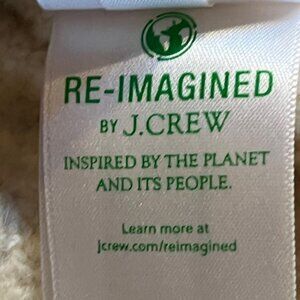 RE-IMAGINED
BY J.CREW
INSPIRED BY THE PLANET
AND ITS PEOPLE.
Learn more at
jcrew.com/reimagined